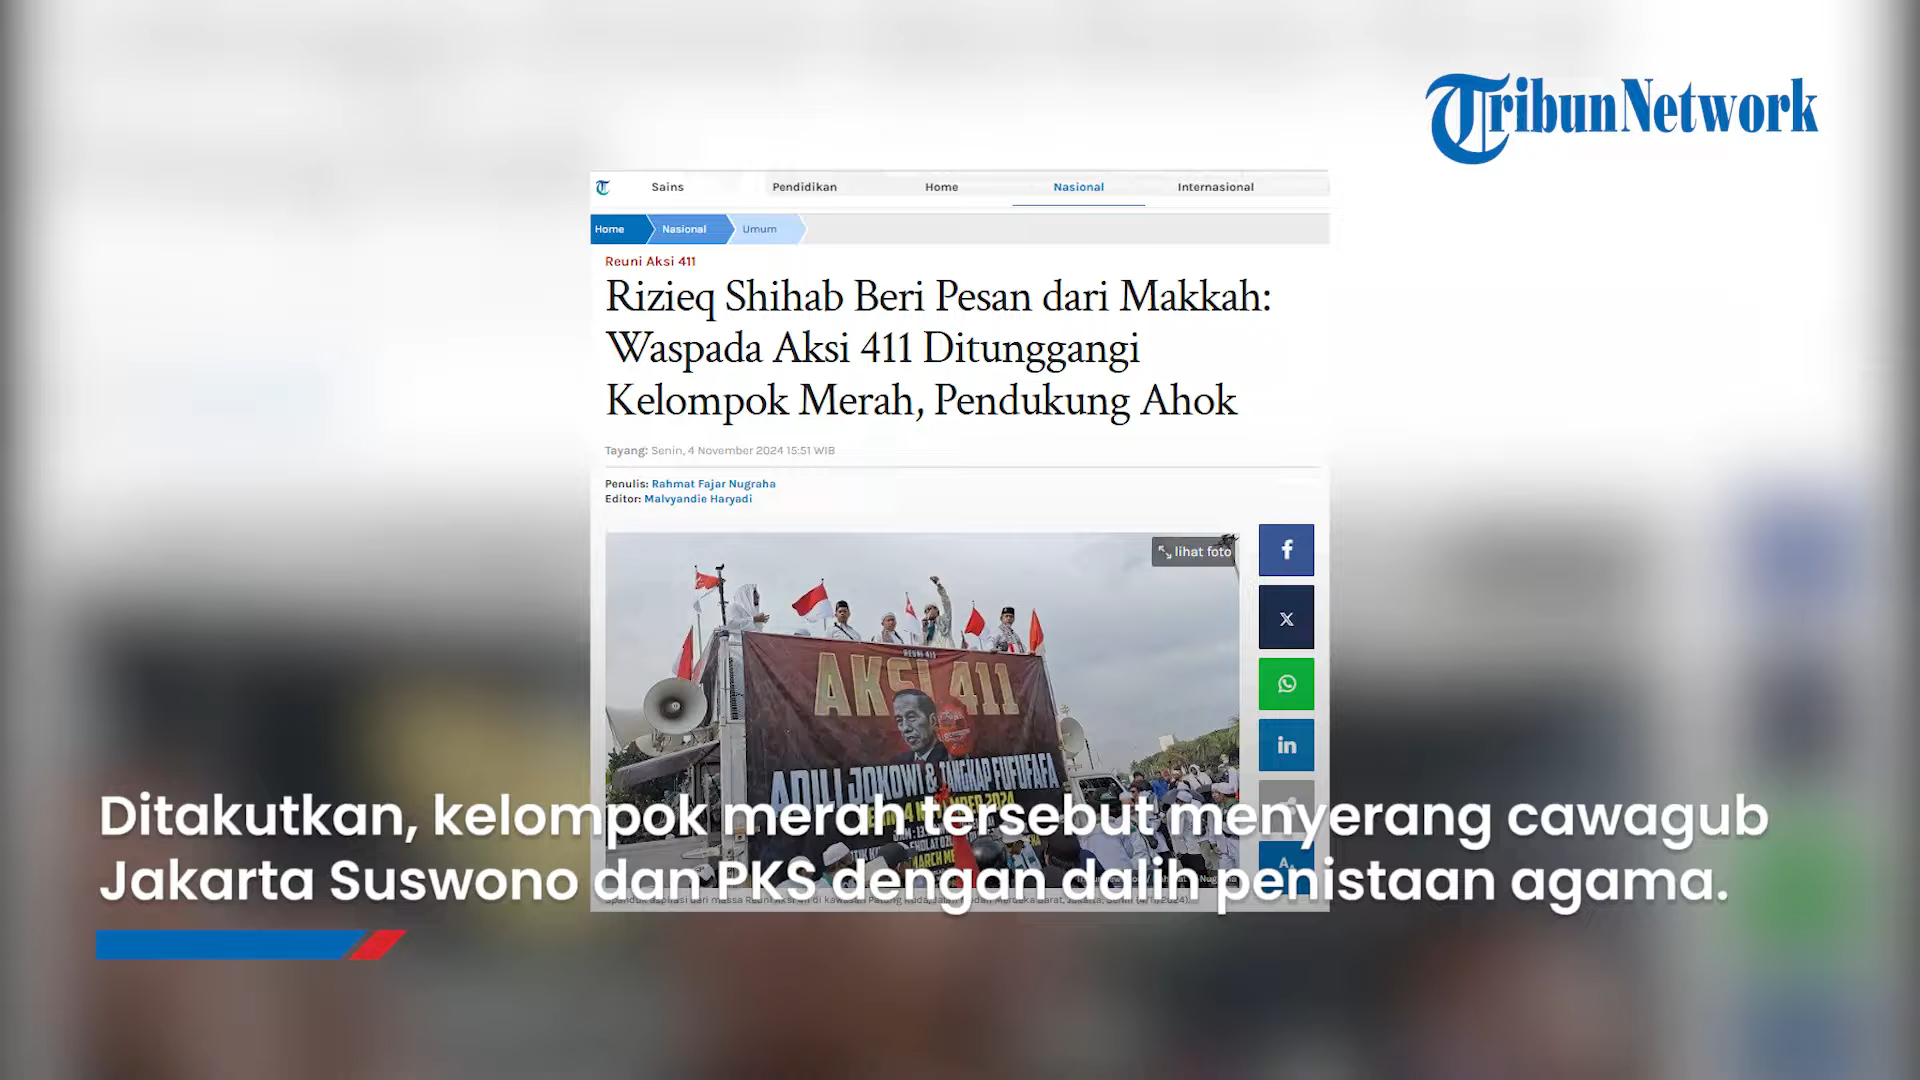 TribunNetwork
Sains Pendidikan Home Nasional Internasional
Home Nasional Umum
Reuni Aksi 411
Rizieq Shihab Beri Pesan dari Makkah:
Waspada Aksi 411 Ditunggangi
Kelompok Merah, Pendukung Ahok
Tayang: Senin, 4 November 2024 15:51 WIB
Penulis: Rahmat Fajar Nugraha
Editor: Malvyandie Haryadi
lihat foto
REUNI 411
AKSI 411
ADILI JOKOWI & TANGKAP FUFUFAFA
Ditakutkan, kelompok merah tersebut menyerang cawagub
Jakarta Suswono dan PKS dengan dalih penistaan agama.